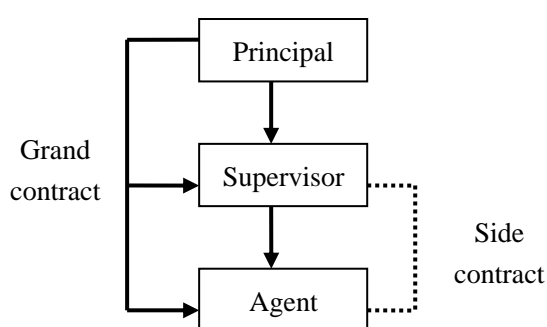 Principal
Grand
contract
Supervisor
Side
contract
Agent